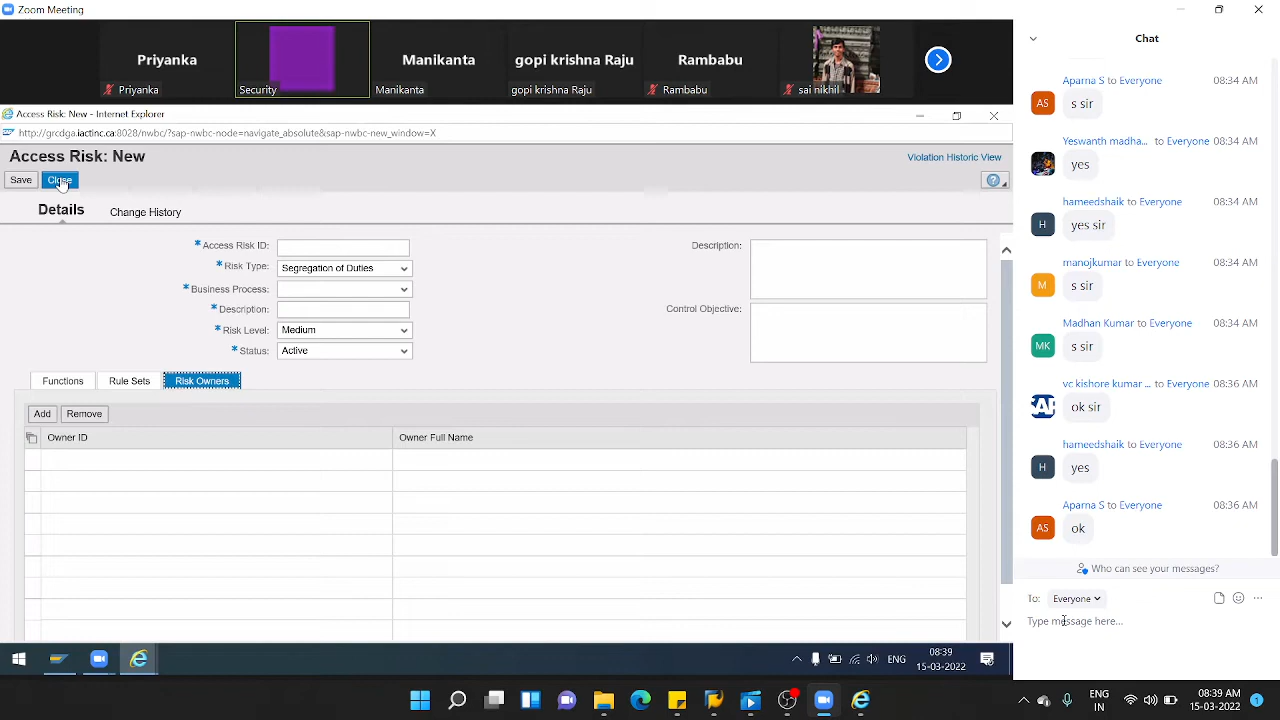 Zoom Meeting
Priyanka
Manikanta
gopi krishna Raju
Rambabu
Priyanka
Security
Manikanta
gopi krishna Raju
Rambabu
sai nikhil
Access Risk: New - Internet Explorer
http://grcdga.iactinc.ca:8028/nwbc/?sap-nwbc-node=navigate_absolute&sap-nwbc-new_window=X
Access Risk: New
Violation Historic View
Save
Close
Details
Change History
* Access Risk ID:
* Risk Type:
Segregation of Duties
* Business Process:
* Description:
* Risk Level:
Medium
* Status:
Active
Description:
Control Objective:
Functions
Rule Sets
Risk Owners
Add
Remove
Owner ID
Owner Full Name
ENG
08:39
15-03-2022
Chat
Aparna S to Everyone
08:34 AM
AS
s sir
Yeswanth madha... to Everyone
08:34 AM
yes
hameedshaik to Everyone
08:34 AM
H
yes sir
manojkumar to Everyone
08:34 AM
M
s sir
Madhan Kumar to Everyone
08:34 AM
MK
s sir
vc kishore kumar ... to Everyone
08:36 AM
SAP
ok sir
hameedshaik to Everyone
08:36 AM
H
yes
Aparna S to Everyone
08:36 AM
AS
ok
Who can see your messages?
To:
Everyone
Type message here...
ENG
IN
08:39 AM
15-03-2022
1